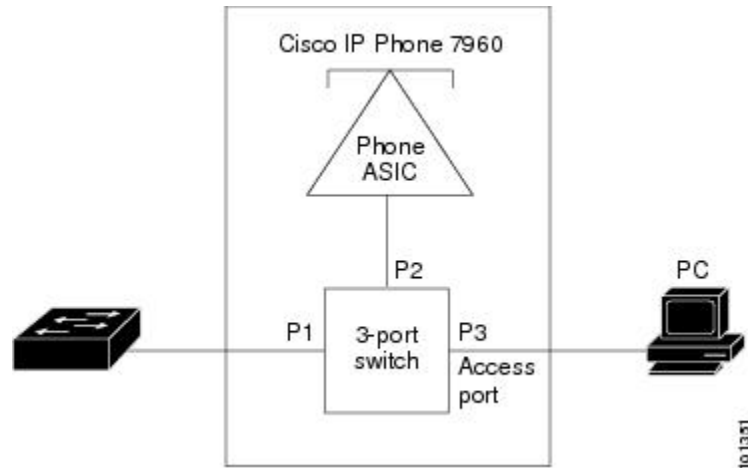 Cisco IP Phone 7960
Phone
ASIC
P2
PC
P1
3-port
switch
P3
Access
port
101351